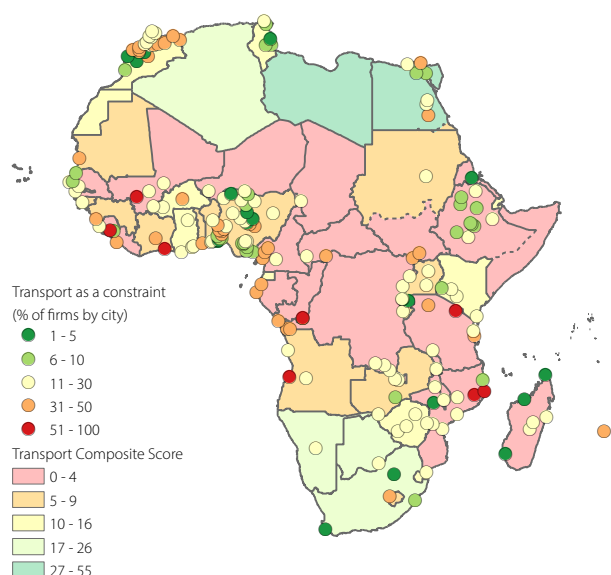 Transport as a constraint
(% of firms by city)
1 - 5
6 - 10
11 - 30
31 - 50
51 - 100
Transport Composite Score
0 - 4
5 - 9
10 - 16
17 - 26
27 - 55